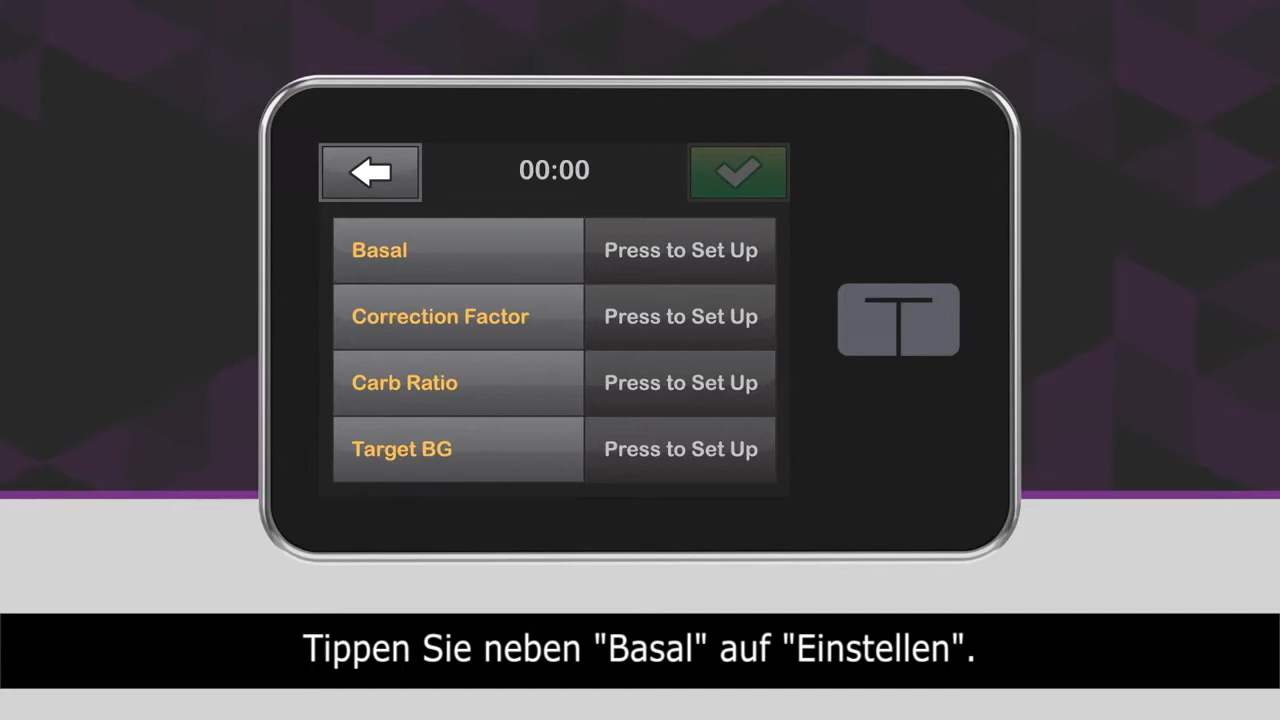 00:00
Basal Press to Set Up
Correction Factor Press to Set Up
Carb Ratio Press to Set Up
Target BG Press to Set Up
Tippen Sie neben "Basal" auf "Einstellen".